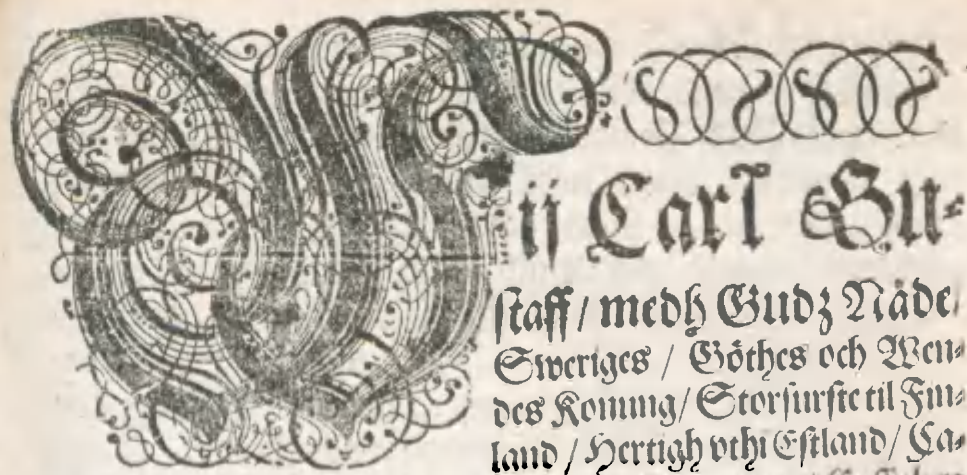 Wij Carl Gu-
staff / medh Gudz Nåde,
Sweriges / Göthes och Wen-
des Konung / Storfurste til Fin-
land / Hertigh vthi Estland / Ca-